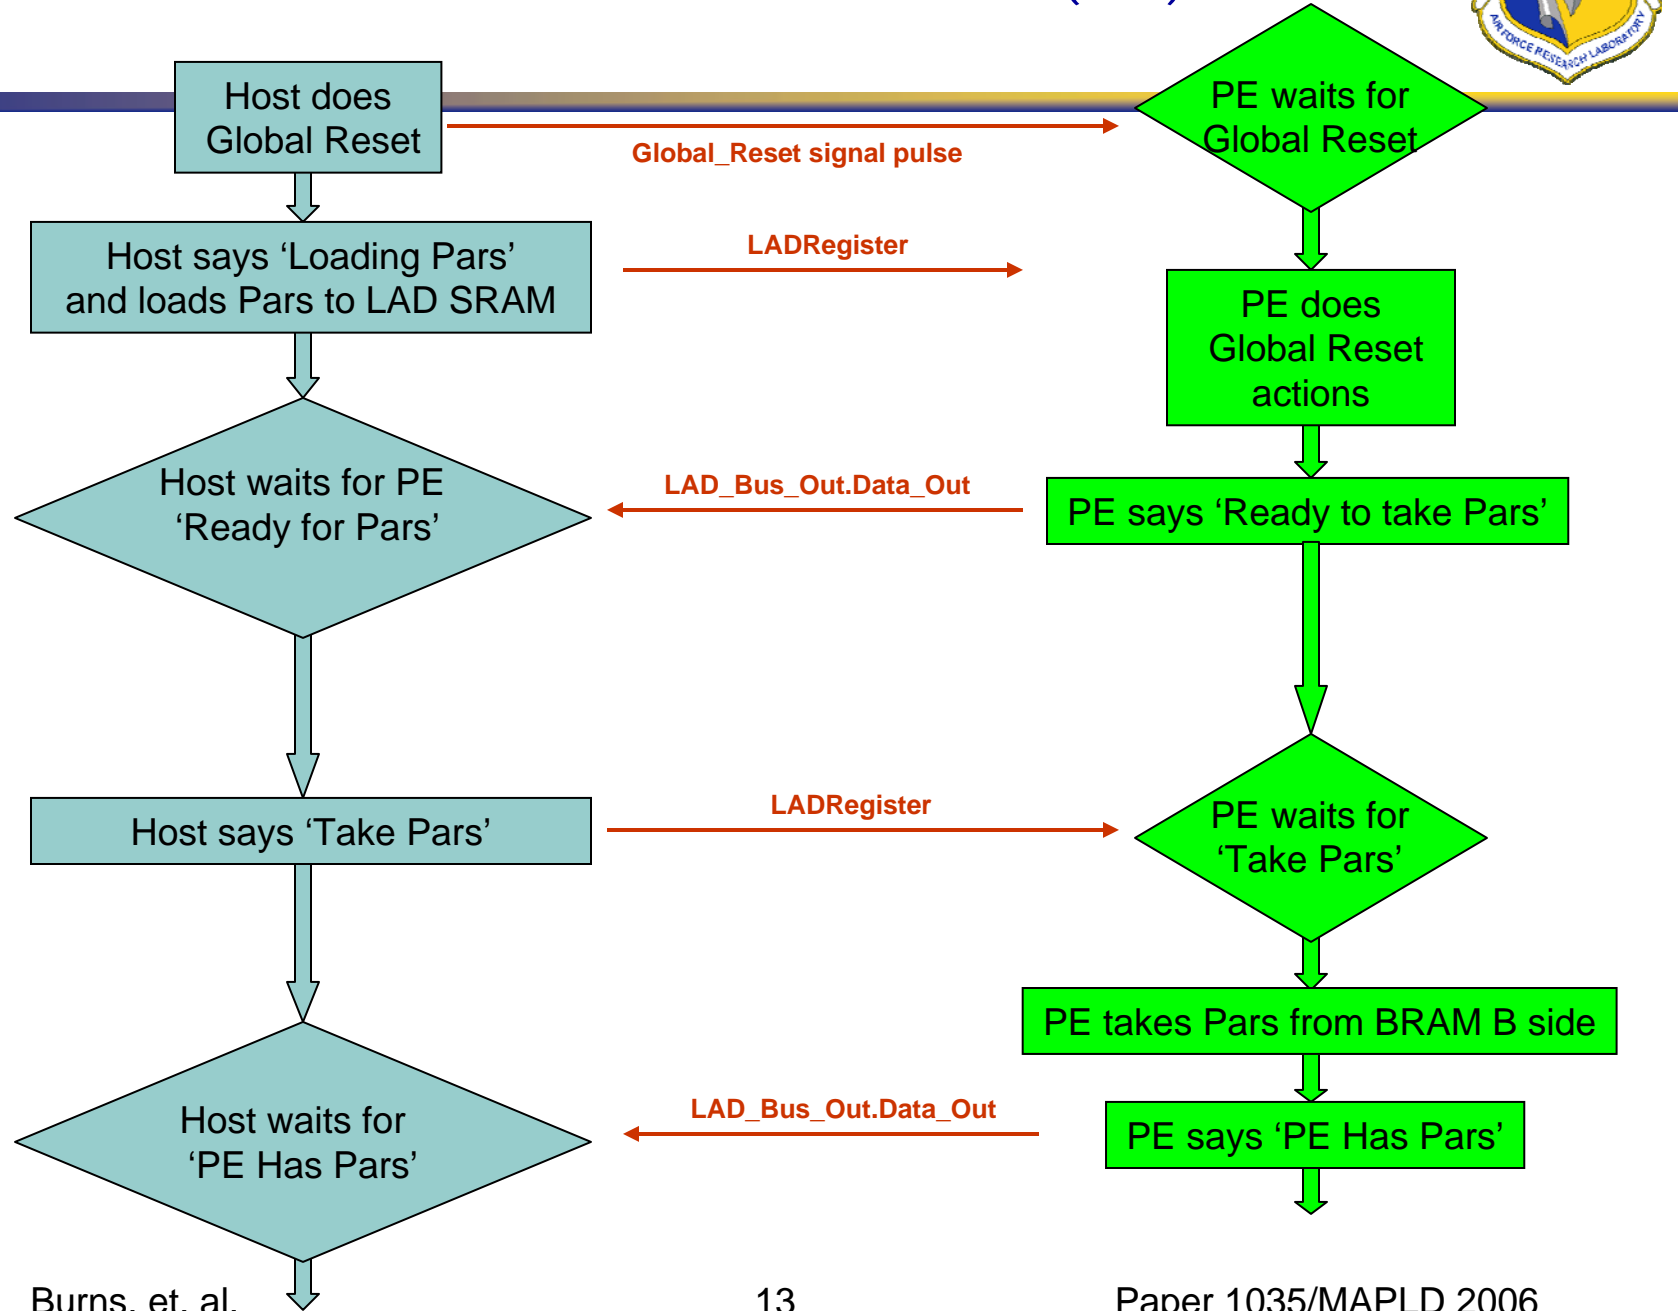 AIR FORCE RESEARCH LABORATORY
Host does
Global Reset
Global_Reset signal pulse
PE waits for
Global Reset
Host says ‘Loading Pars’
and loads Pars to LAD SRAM
LADRegister
PE does
Global Reset
actions
Host waits for PE
‘Ready for Pars’
LAD_Bus_Out.Data_Out
PE says ‘Ready to take Pars’
Host says ‘Take Pars’
LADRegister
PE waits for
‘Take Pars’
PE takes Pars from BRAM B side
Host waits for
‘PE Has Pars’
LAD_Bus_Out.Data_Out
PE says ‘PE Has Pars’
Burns, et. al.
13
Paper 1035/MAPLD 2006